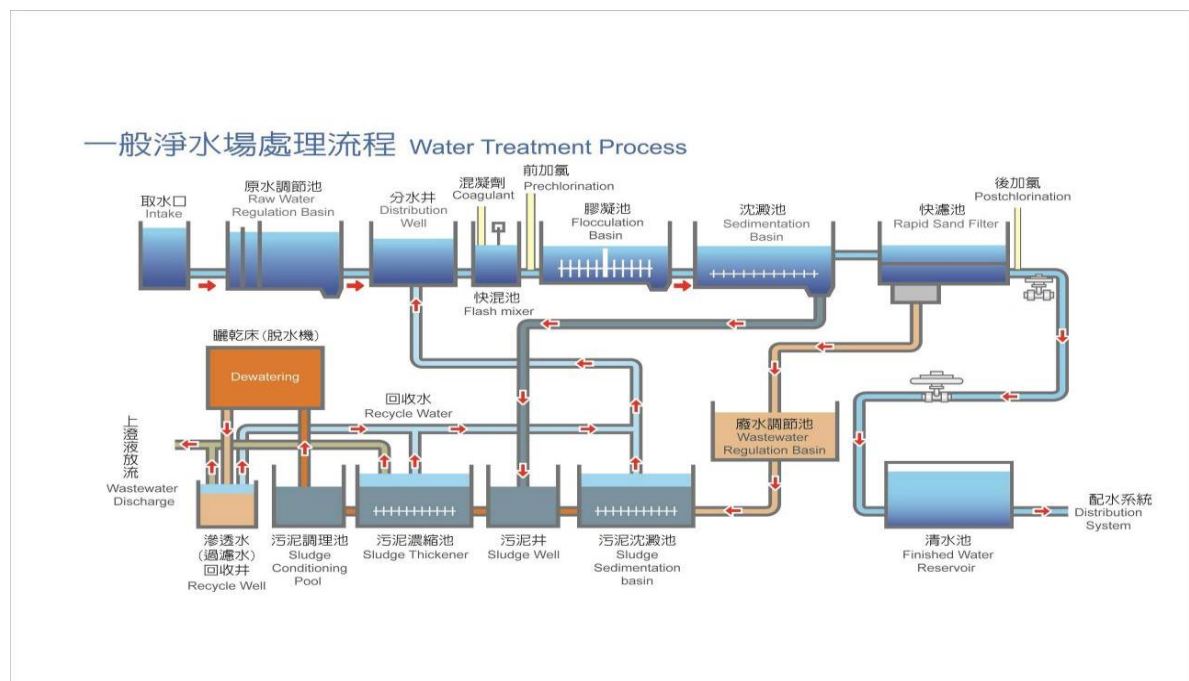 一般淨水場處理流程 Water Treatment Process
取水口
Intake
原水調節池
Raw Water
Regulation Basin
分水井
Distribution
Well
混凝劑
Coagulant
前加氯
Prechlorination
膠凝池
Flocculation
Basin
沈澱池
Sedimentation
Basin
快濾池
Rapid Sand Filter
後加氯
Postchlorination
快混池
Flash mixer
曬乾床(脫水機)
Dewatering
回收水
Recycle Water
上澄液放流
Wastewater
Discharge
廢水調節池
Wastewater
Regulation Basin
滲透水
(過濾水)
回收井
Recycle Well
污泥調理池
Sludge
Conditioning
Pool
污泥濃縮池
Sludge Thickener
污泥井
Sludge Well
污泥沈澱池
Sludge
Sedimentation
basin
清水池
Finished Water
Reservoir
配水系統
Distribution
System